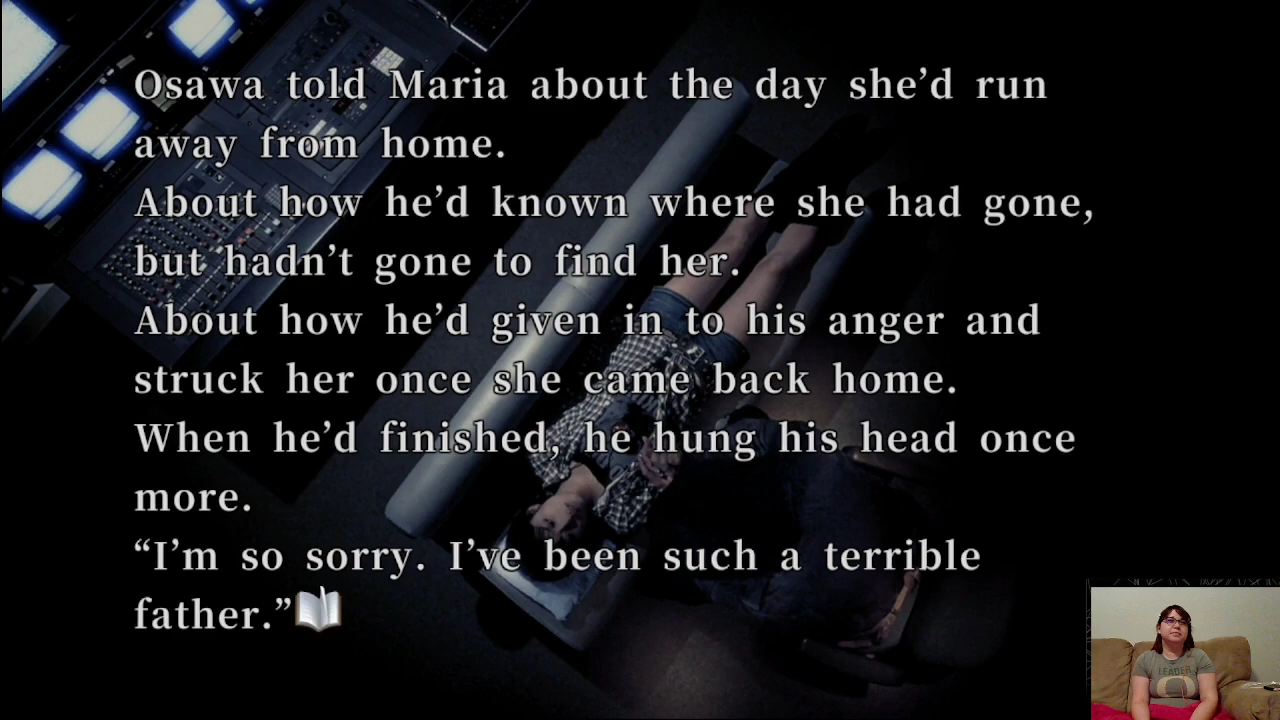 Osawa told Maria about the day she’d run
away from home.
About how he’d known where she had gone,
but hadn’t gone to find her.
About how he’d given in to his anger and
struck her once she came back home.
When he’d finished, he hung his head once
more.
“I’m so sorry. I’ve been such a terrible
father.”
LEADER